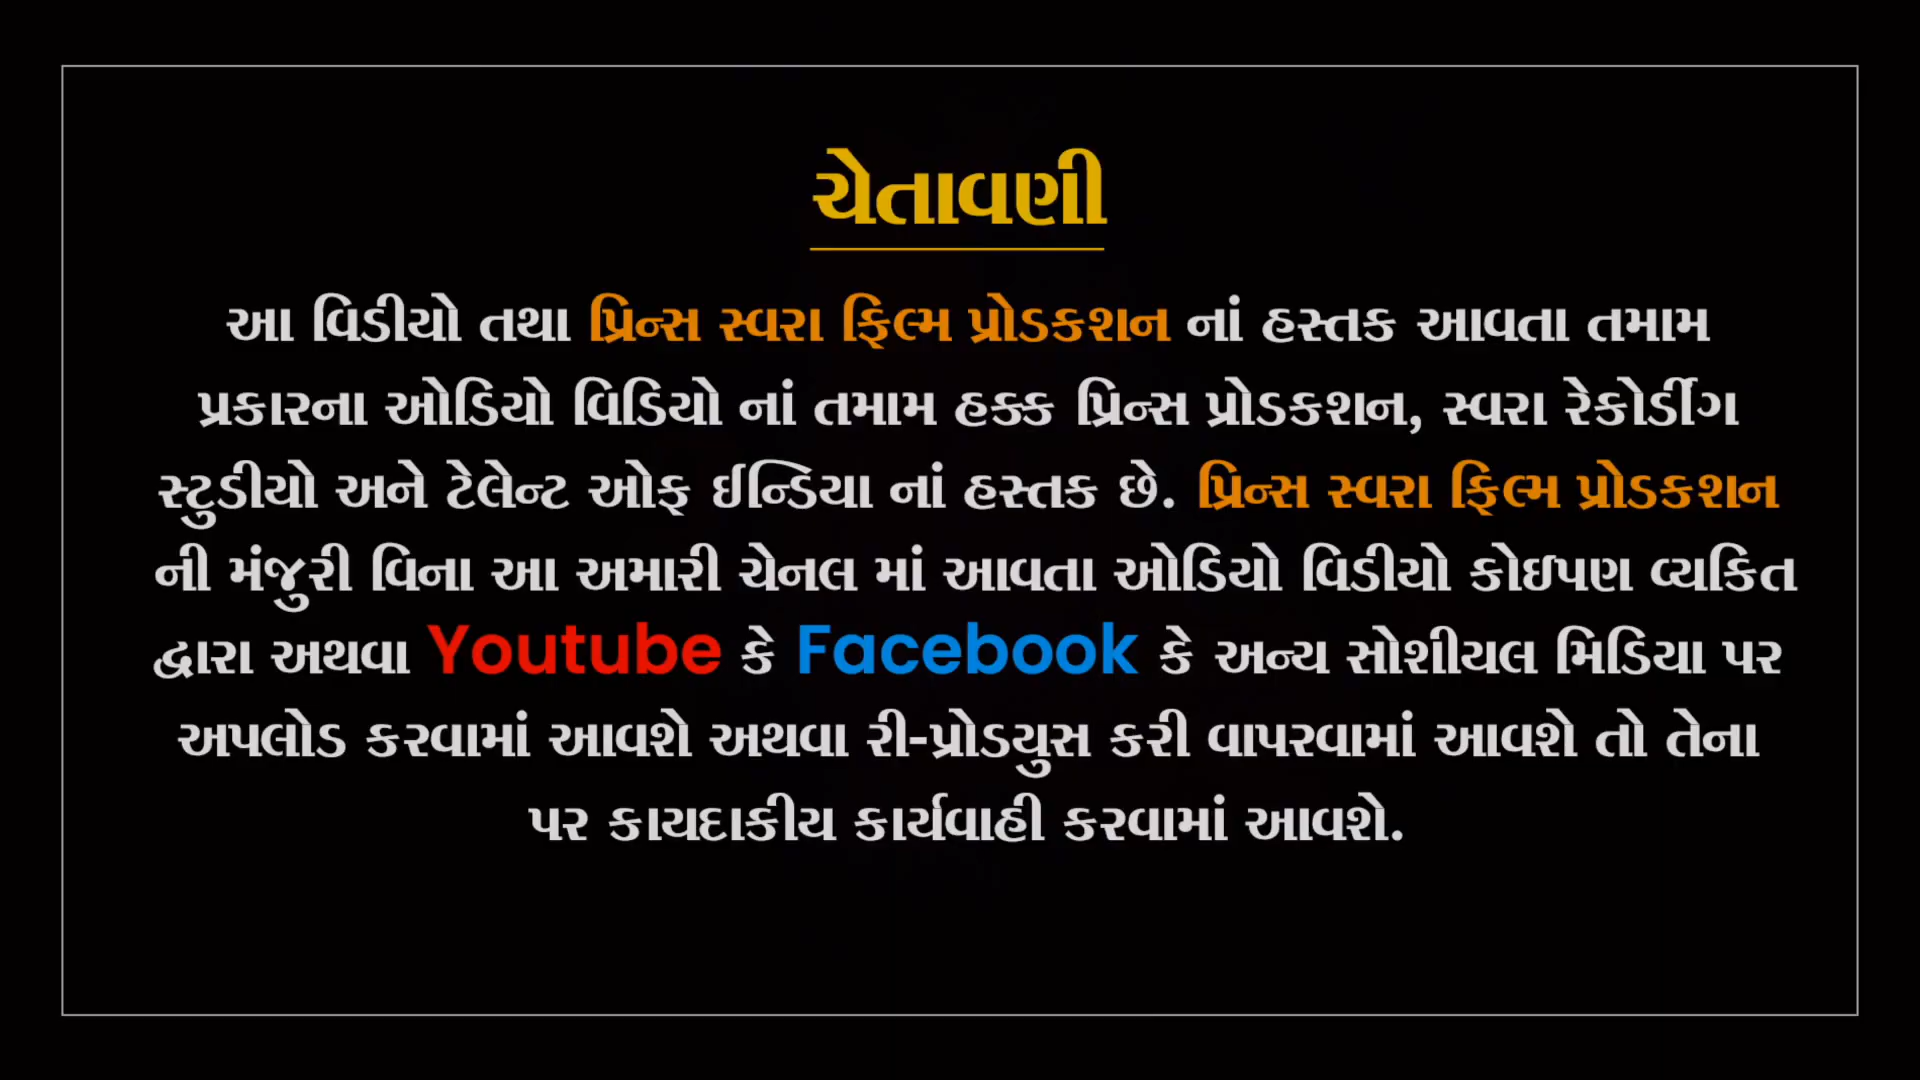 ચેતાવણી
આ વિડીયો તથા પ્રિન્સ સ્વરા ફિલ્મ પ્રોડકશન નાં હસ્તક આવતા તમામ
પ્રકારના ઓડિયો વિડિયો નાં તમામ હક્ક પ્રિન્સ પ્રોડકશન, સ્વરા રેકોર્ડીંગ
સ્ટુડીયો અને ટેલેન્ટ ઓફ ઈન્ડિયા નાં હસ્તક છે. પ્રિન્સ સ્વરા ફિલ્મ પ્રોડકશન
ની મંજુરી વિના આ અમારી ચેનલ માં આવતા ઓડિયો વિડીયો કોઇપણ વ્યકિત
દ્વારા અથવા Youtube કે Facebook કે અન્ય સોશીયલ મિડિયા પર
અપલોડ કરવામાં આવશે અથવા રી-પ્રોડયુસ કરી વાપરવામાં આવશે તો તેના
પર કાયદાકીય કાર્યવાહી કરવામાં આવશે.